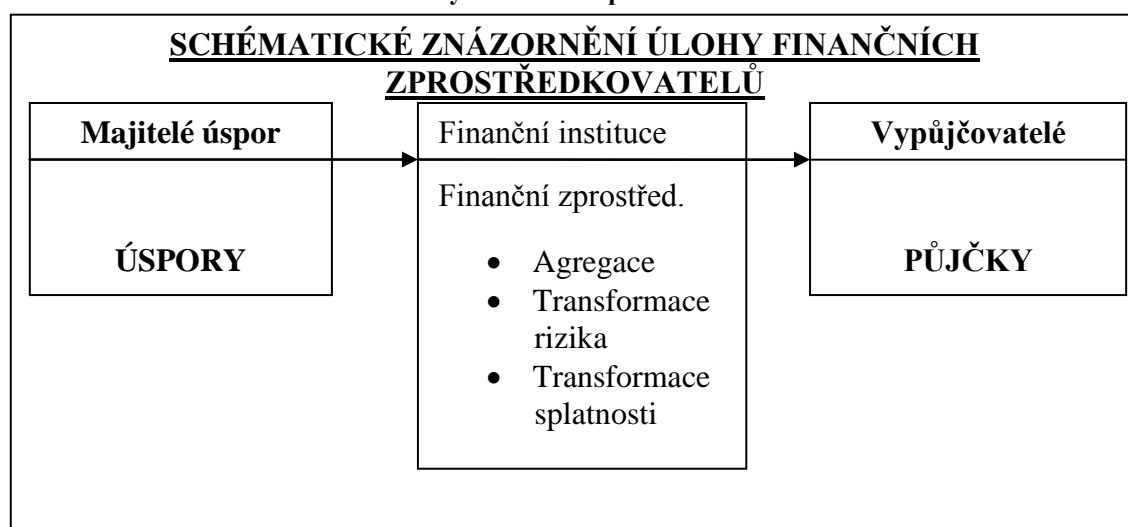 SCHÉMATICKÉ ZNÁZORNĚNÍ ÚLOHY FINANČNÍCH
ZPROSTŘEDKOVATELŮ
Majitelé úspor
ÚSPORY
Finanční instituce
Finanční zprostřed.
• Agregace
• Transformace
rizika
• Transformace
splatnosti
Vypůjčovatelé
PŮJČKY